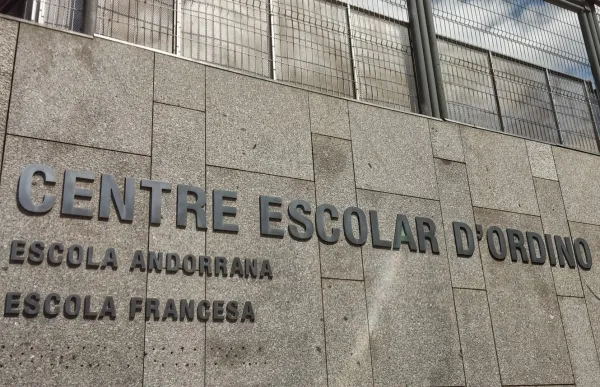 CENTRE ESCOLAR D'ORDINO
ESCOLA ANDORRANA
ESCOLA FRANCESA